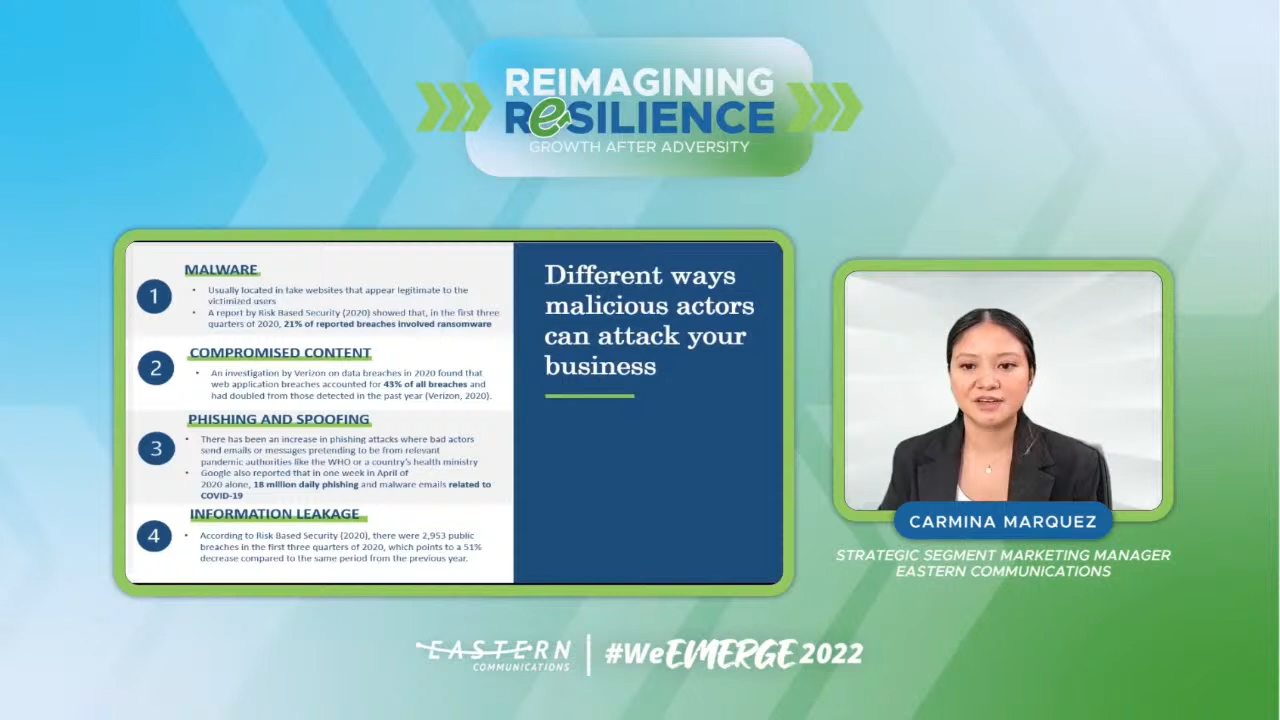 REIMAGINING
ReSILIENCE
GROWTH AFTER ADVERSITY
1
MALWARE
• Usually located in fake websites that appear legitimate to the
victimized users
• A report by Risk Based Security (2020) showed that, in the first three
quarters of 2020, 21% of reported breaches involved ransomware
2
COMPROMISED CONTENT
• An investigation by Verizon on data breaches in 2020 found that
web application breaches accounted for 43% of all breaches and
had doubled from those detected in the past year (Verizon, 2020).
3
PHISHING AND SPOOFING
• There has been an increase in phishing attacks where bad actors
send emails or messages pretending to be from relevant
pandemic authorities like the WHO or a country's health ministry
• Google also reported that in one week in April of
2020 alone, 18 million daily phishing and malware emails related to
COVID-19
4
INFORMATION LEAKAGE
• According to Risk Based Security (2020), there were 2,953 public
breaches in the first three quarters of 2020, which points to a 51%
decrease compared to the same period from the previous year.
Different ways
malicious actors
can attack your
business
CARMINA MARQUEZ
STRATEGIC SEGMENT MARKETING MANAGER
EASTERN COMMUNICATIONS
EASTERN
COMMUNICATIONS
#WeEMERGE2022